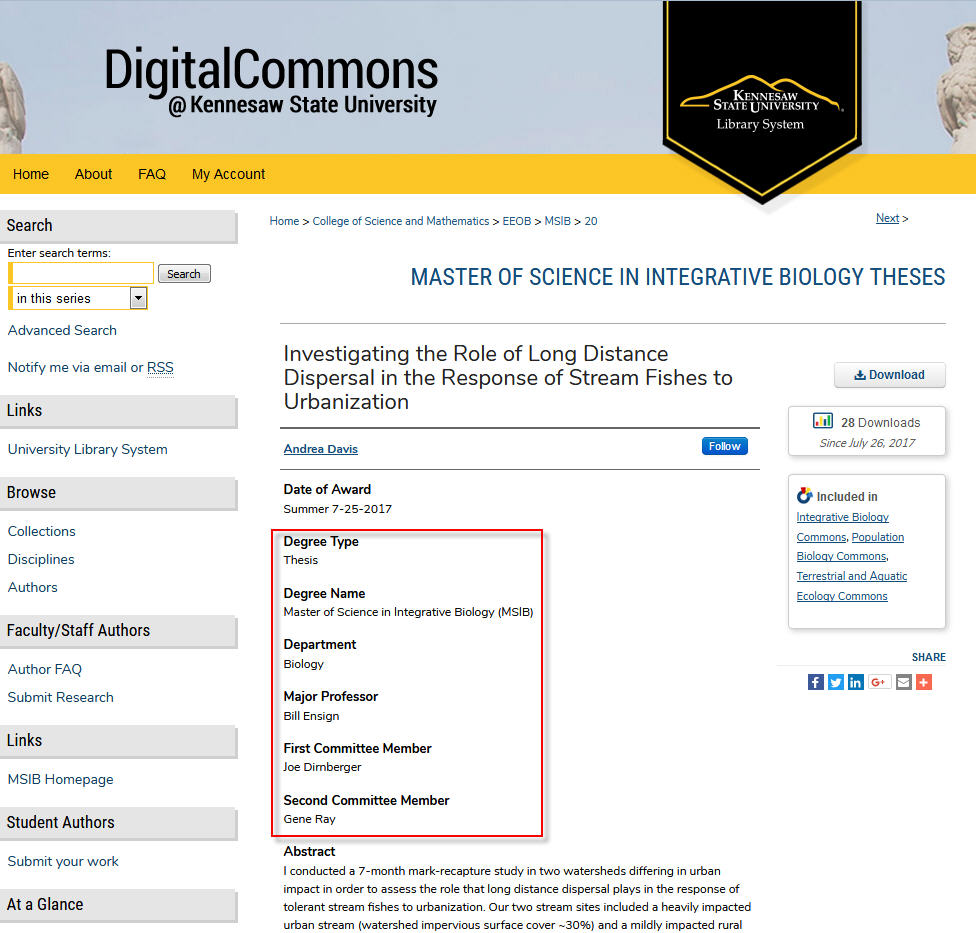 DigitalCommons
@ Kennesaw State University
KENNESAW
STATE UNIVERSITY
Library System
Home About FAQ My Account
Search
Enter search terms:
Search
in this series
Advanced Search
Notify me via email or RSS
Links
University Library System
Browse
Collections
Disciplines
Authors
Faculty/Staff Authors
Author FAQ
Submit Research
Links
MSIB Homepage
Student Authors
Submit your work
At a Glance
Home > College of Science and Mathematics > EEOB > MSIB > 20
Next >
MASTER OF SCIENCE IN INTEGRATIVE BIOLOGY THESES
Investigating the Role of Long Distance
Dispersal in the Response of Stream Fishes to
Urbanization
Andrea Davis
Follow
Date of Award
Summer 7-25-2017
Degree Type
Thesis
Degree Name
Master of Science in Integrative Biology (MSIB)
Department
Biology
Major Professor
Bill Ensign
First Committee Member
Joe Dirnberger
Second Committee Member
Gene Ray
Abstract
I conducted a 7-month mark-recapture study in two watersheds differing in urban
impact in order to assess the role that long distance dispersal plays in the response of
tolerant stream fishes to urbanization. Our two stream sites included a heavily impacted
urban stream (watershed impervious surface cover ~30%) and a mildly impacted rural
Download
28 Downloads
Since July 26, 2017
Included in
Integrative Biology
Commons, Population
Biology Commons,
Terrestrial and Aquatic
Ecology Commons
SHARE
f in G+ +